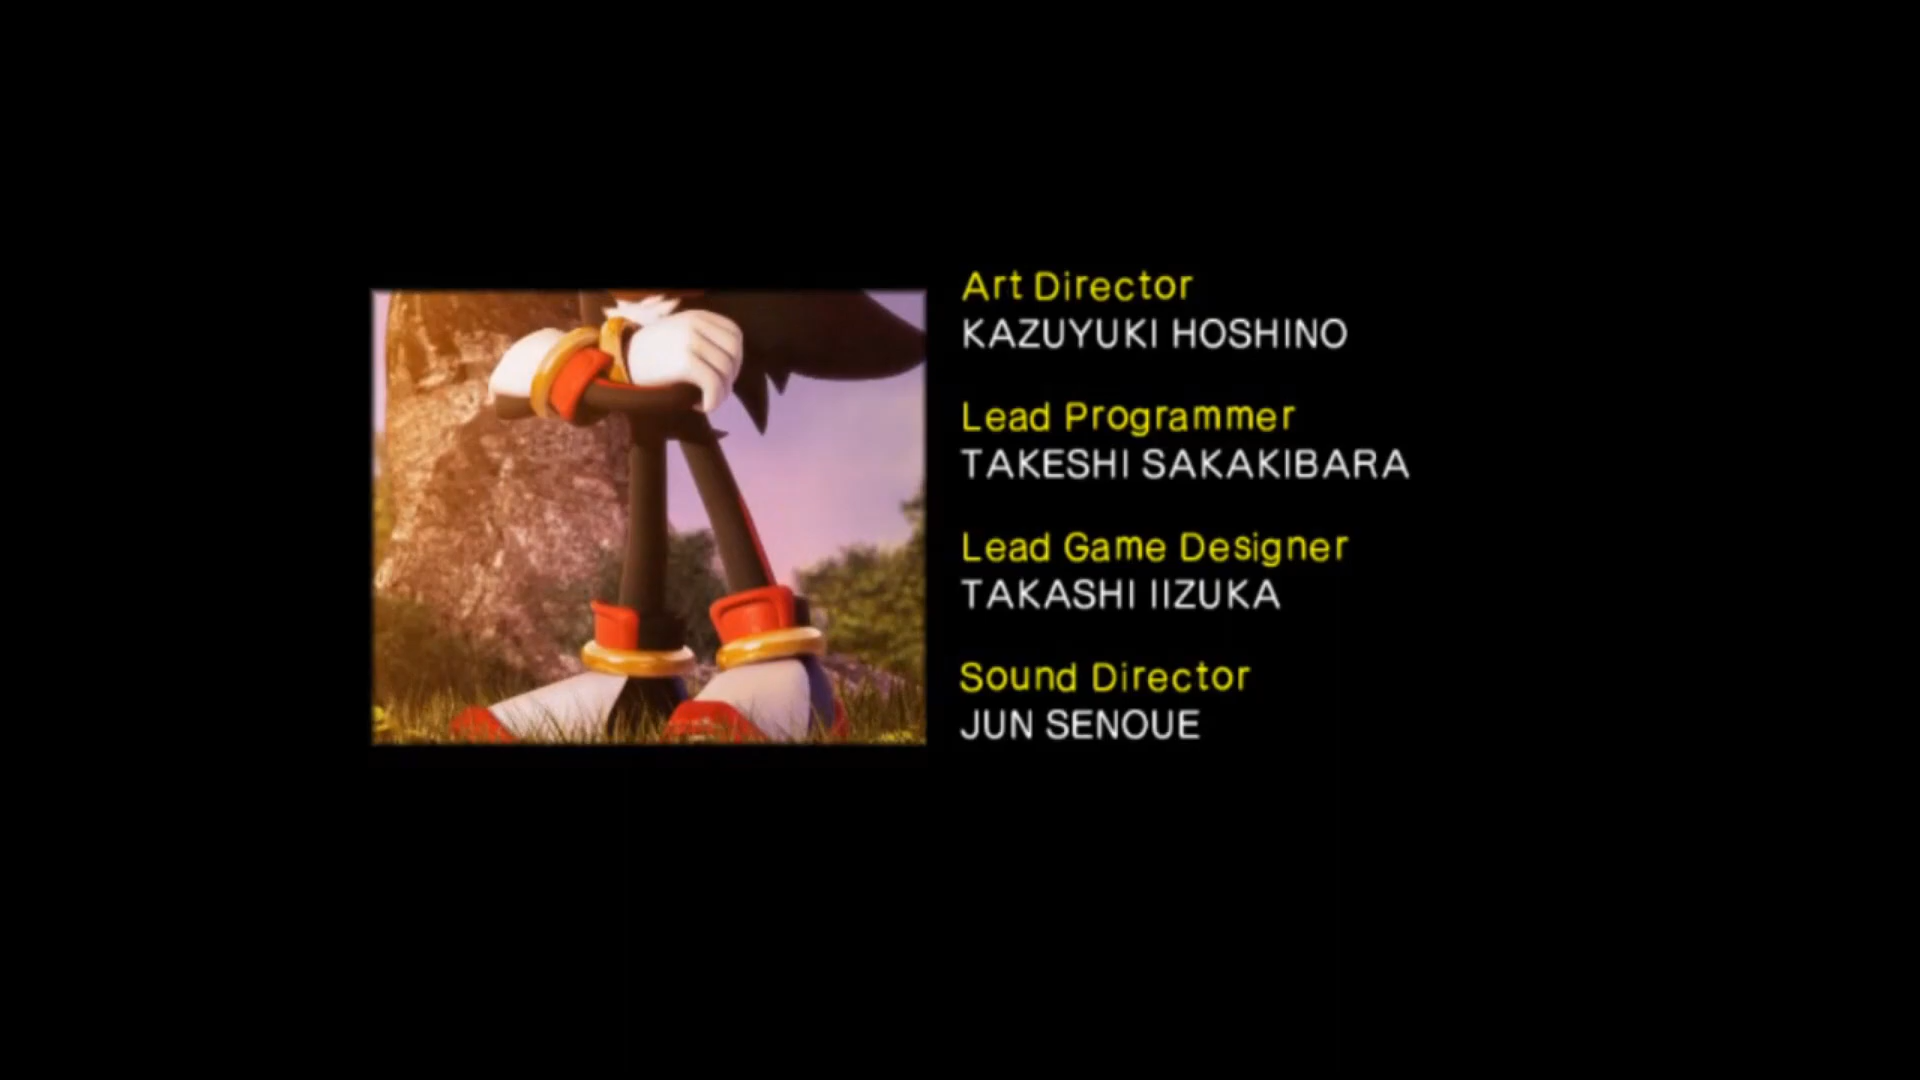 Art Director
KAZUYUKI HOSHINO
Lead Programmer
TAKESHI SAKAKIBARA
Lead Game Designer
TAKASHI IIZUKA
Sound Director
JUN SENOUE